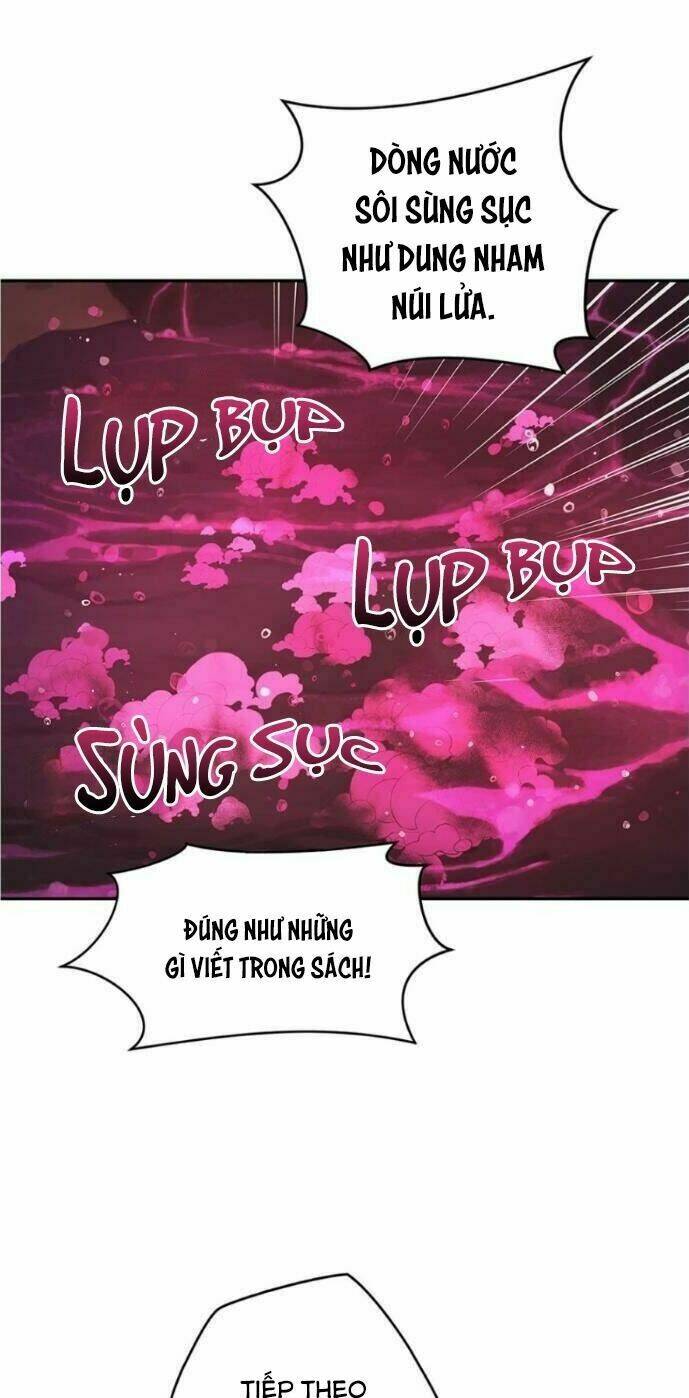 DÒNG NƯỚC
SÔI SÙNG SỤC
NHƯ DUNG NHAM
NÚI LỬA.
LỤP BỤP
LỤP BỤP
SÙNG SỤC
ĐÚNG NHƯ NHỮNG
GÌ VIẾT TRONG SÁCH!
TIẾP THEO